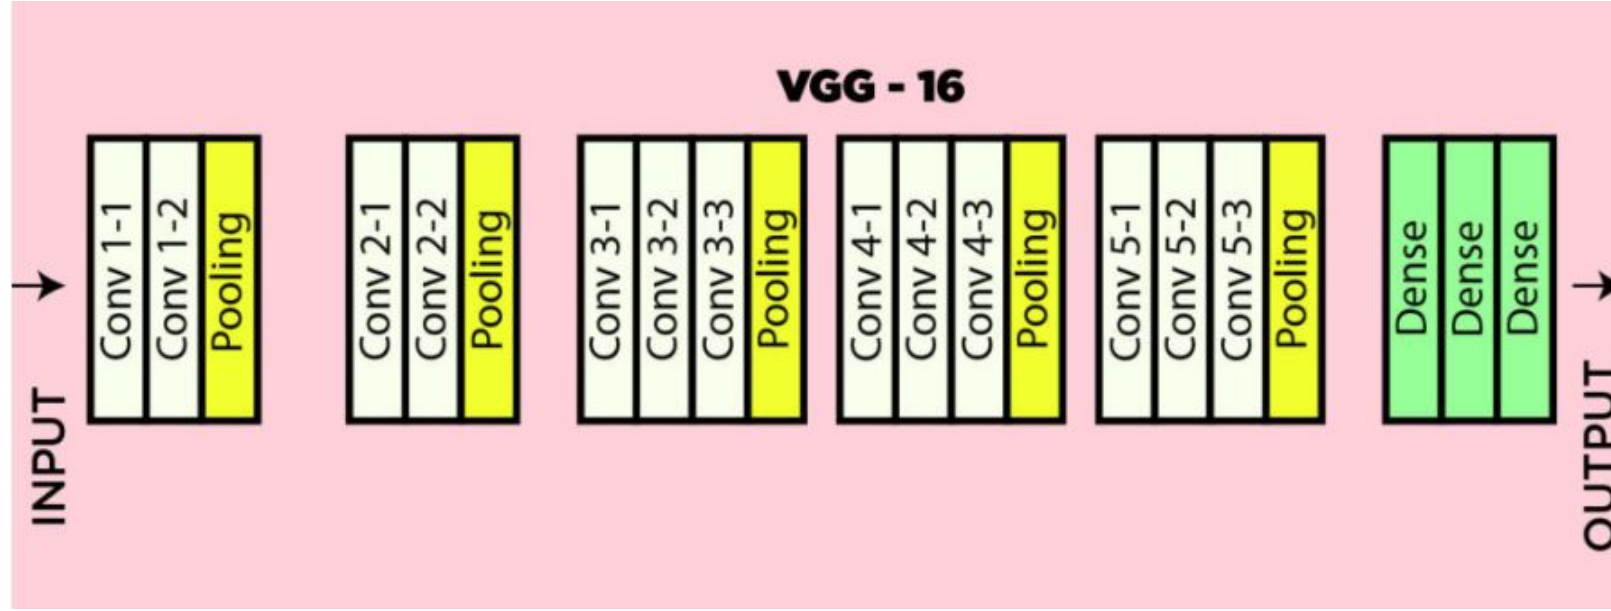 VGG - 16
INPUT
Conv 1-1
Conv 1-2
Pooling
Conv 2-1
Conv 2-2
Pooling
Conv 3-1
Conv 3-2
Conv 3-3
Pooling
Conv 4-1
Conv 4-2
Conv 4-3
Pooling
Conv 5-1
Conv 5-2
Conv 5-3
Pooling
Dense
Dense
Dense
OUTPUT